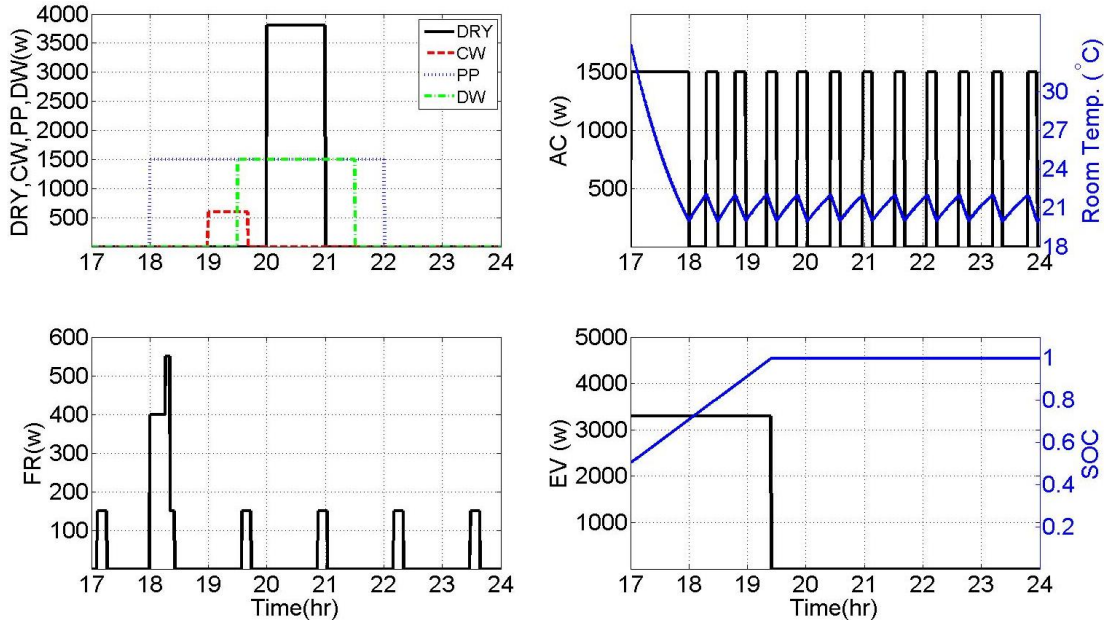 DRY,CW,PP,DW(w)
4000
3500
3000
2500
2000
1500
1000
500
17 18 19 20 21 22 23 24
DRY
CW
PP
DW
AC (w)
1500
1000
500
17 18 19 20 21 22 23 24
30
27
24
22
21
20
18
Room Temp. ( °C)
FR(w)
600
500
400
300
200
100
17 18 19 20 21 22 23 24
Time(hr)
EV (w)
5000
4000
3000
2000
1000
17 18 19 20 21 22 23 24
Time(hr)
1
0.8
0.6
0.4
0.2
SOC